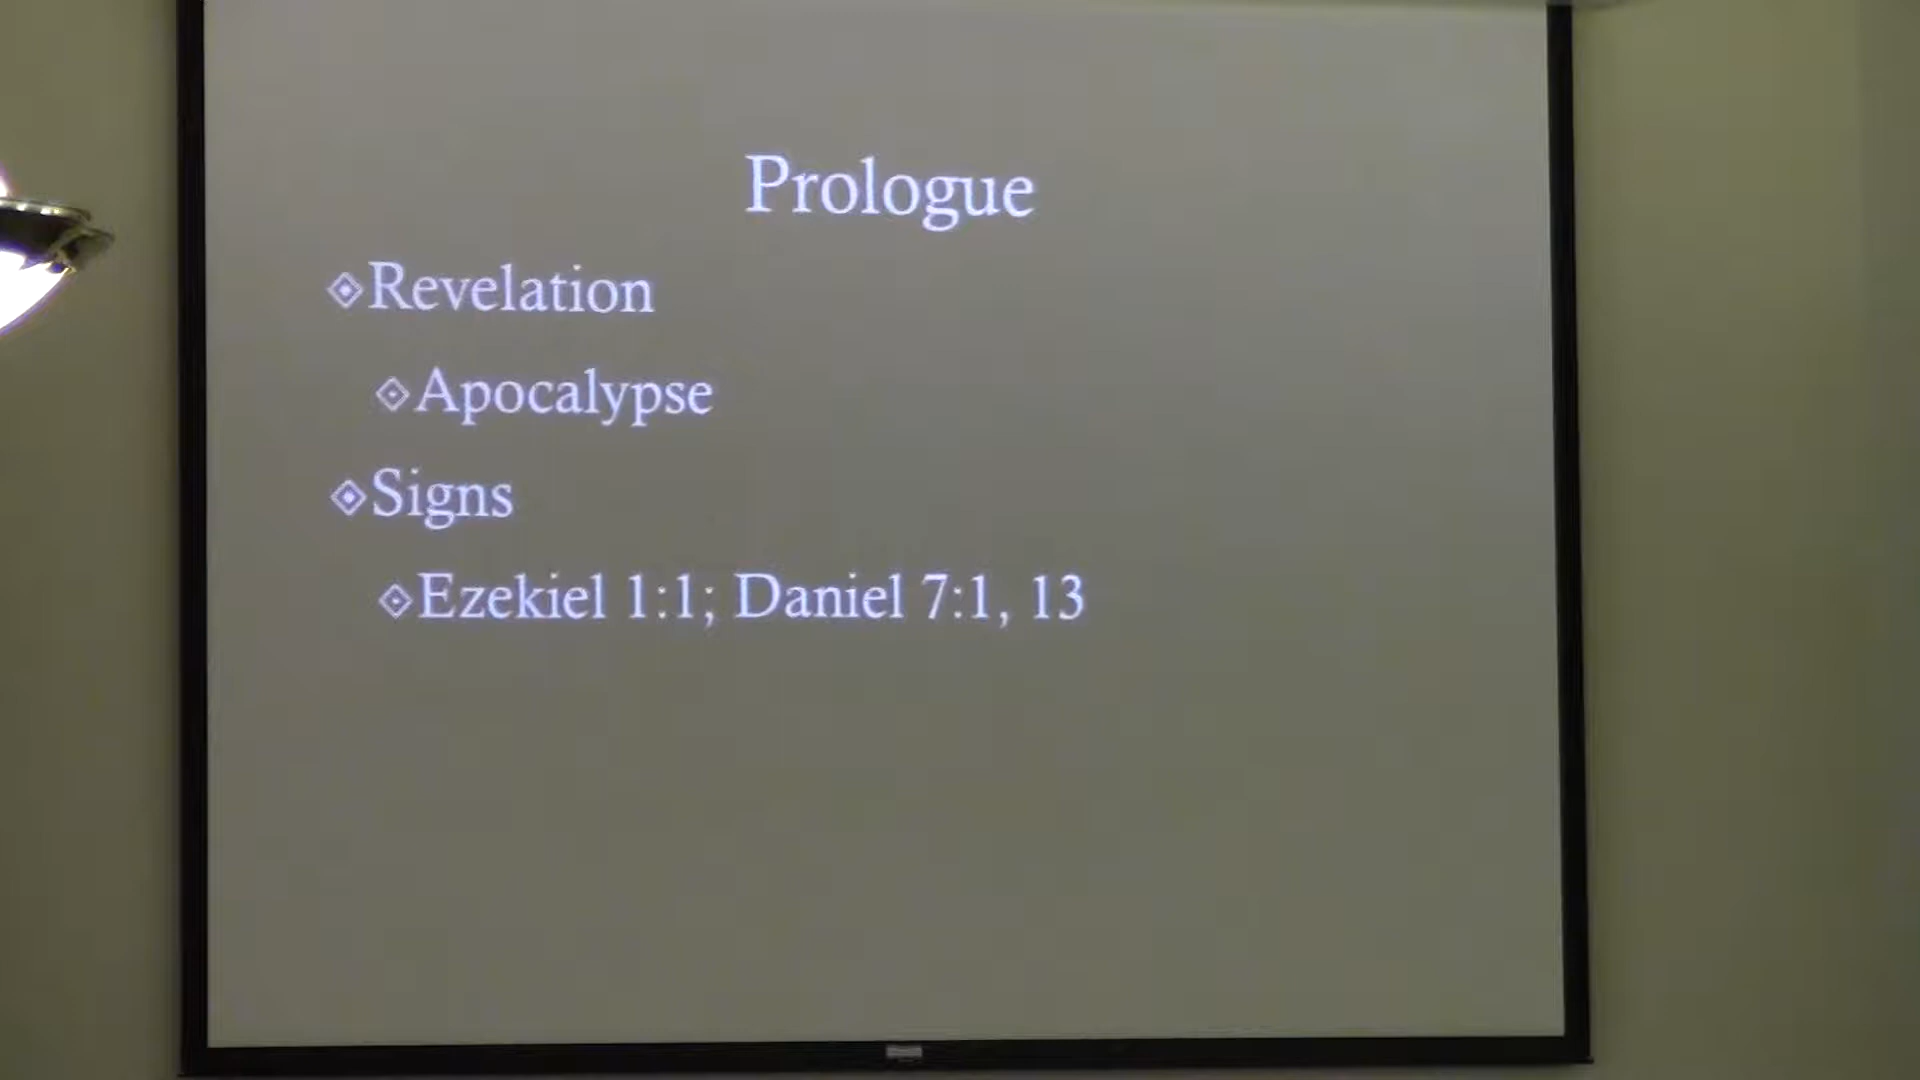 Prologue
Revelation
Apocalypse
Signs
Ezekiel 1:1; Daniel 7:1, 13